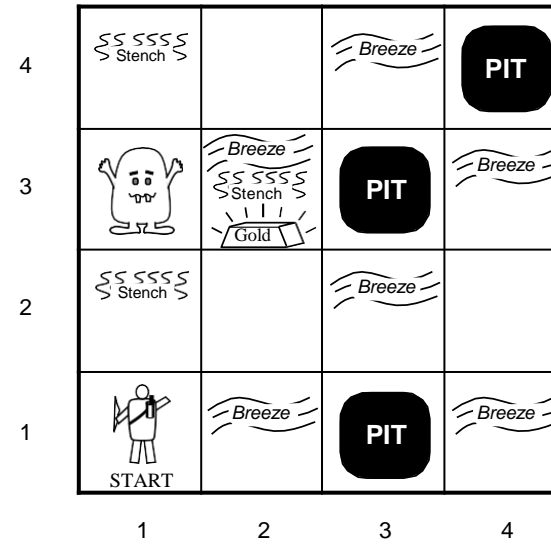 4
Stench
Breeze
PIT
3
Breeze
Stench
Gold
PIT
Breeze
2
Stench
Breeze
1
START
Breeze
PIT
Breeze
1 2 3 4